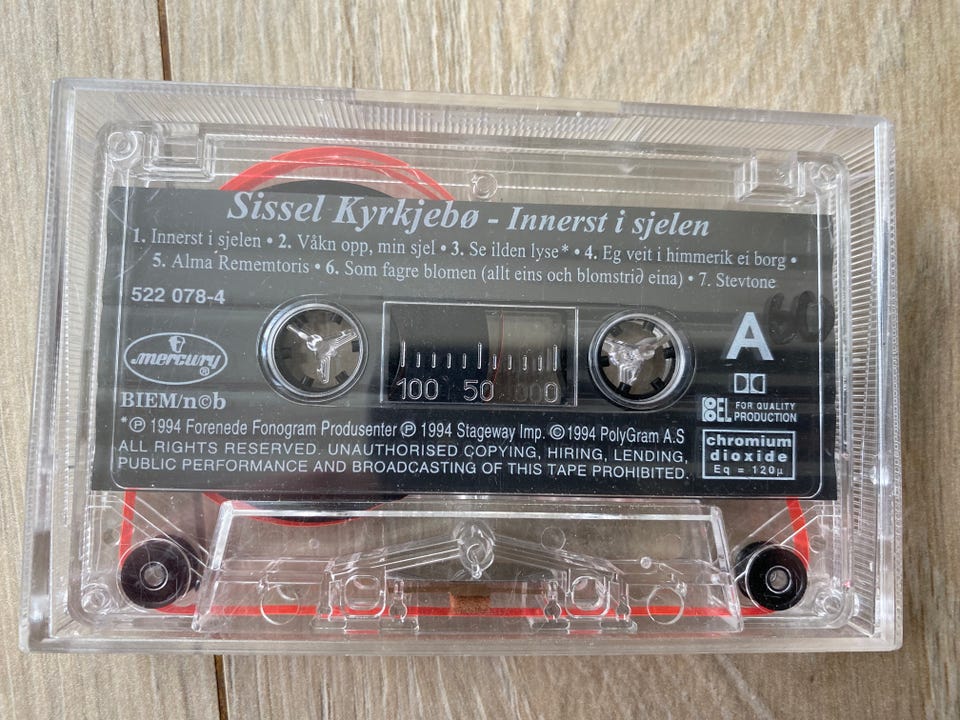 Sissel Kyrkjebø - Innerst i sjelen
1. Innerst i sjelen • 2. Våkn opp, min sjel • 3. Se ilden lyse* • 4. Eg veit i himmerik ei borg •
5. Alma Rememtoris • 6. Som fagre blomen (allt eins och blomstrið eina) • 7. Stevtone
522 078-4
mercury®
BIEM/n©b
100 50 0
A
60
FOR QUALITY
PRODUCTION
chromium
dioxide
Eq = 120µ
*℗ 1994 Forenede Fonogram Produsenter ℗ 1994 Stageway Imp. © 1994 PolyGram A.S
ALL RIGHTS RESERVED. UNAUTHORISED COPYING, HIRING, LENDING,
PUBLIC PERFORMANCE AND BROADCASTING OF THIS TAPE PROHIBITED.